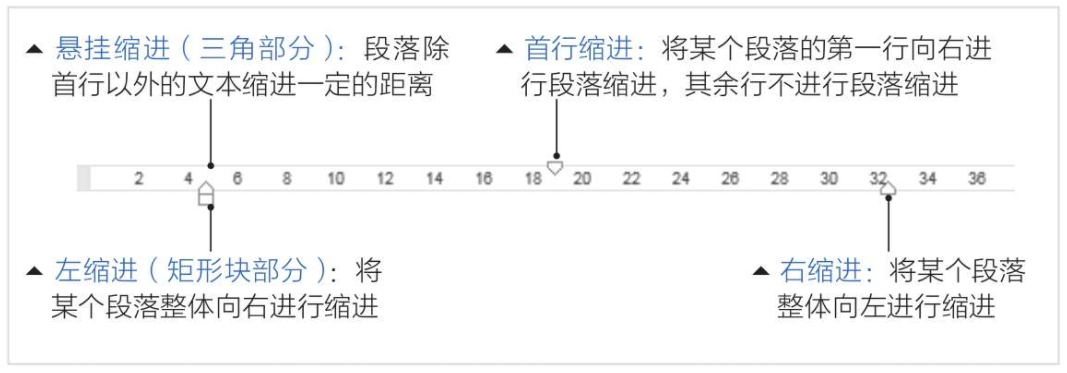 ▲ 悬挂缩进（三角部分）：段落除
首行以外的文本缩进一定的距离
▲ 首行缩进：将某个段落的第一行向右进
行段落缩进，其余行不进行段落缩进
2 4 6 8 10 12 14 16 18 20 22 24 26 28 30 32 34 36
▲ 左缩进（矩形块部分）：将
某个段落整体向右进行缩进
▲ 右缩进：将某个段落
整体向左进行缩进